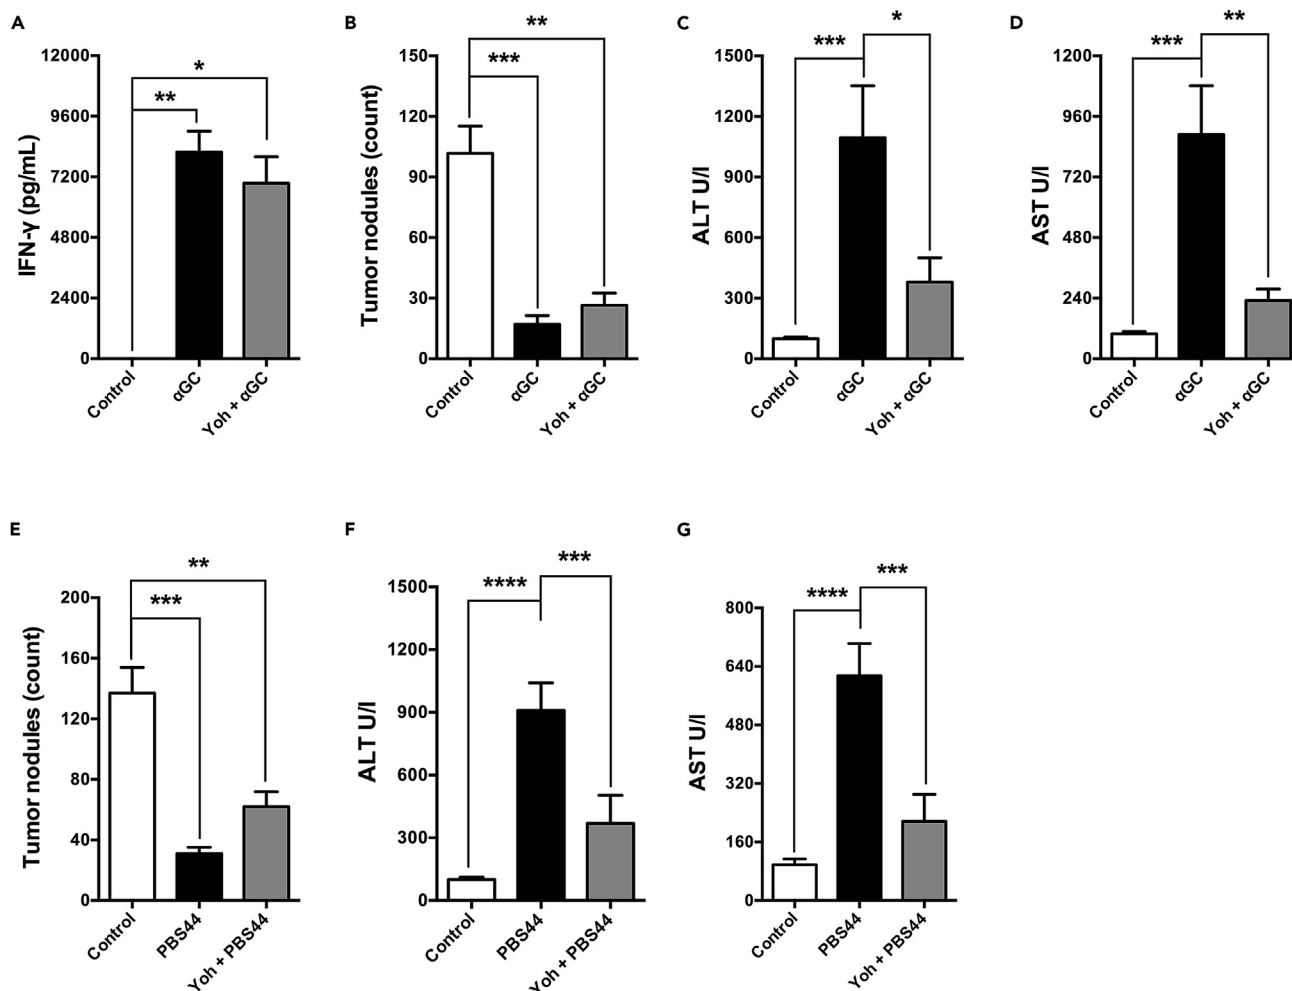 A
IFN-γ (pg/mL)
12000
9600
7200
4800
2400
0
*
**
Control
αGC
Yoh + αGC
B
Tumor nodules (count)
150
120
90
60
30
0
**
***
Control
αGC
Yoh + αGC
C
ALT U/l
1500
1200
900
600
300
0
***
*
Control
αGC
Yoh + αGC
D
AST U/l
1200
960
720
480
240
0
***
**
Control
αGC
Yoh + αGC
E
Tumor nodules (count)
200
160
120
80
40
0
**
***
Control
PBS44
Yoh + PBS44
F
ALT U/l
1500
1200
900
600
300
0
****
***
Control
PBS44
Yoh + PBS44
G
AST U/l
800
640
480
320
160
0
****
***
Control
PBS44
Yoh + PBS44